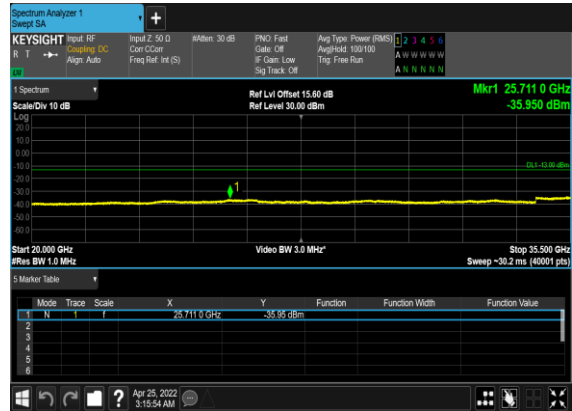 Spectrum Analyzer 1
Swept SA
+
KEYSIGHT Input: RF Input Z: 50 Ω #Atten: 30 dB PNO: Fast Avg Type: Power (RMS) 1 2 3 4 5 6
R T Coupling: DC Corr CCorr Gate: Off Avg|Hold: 100/100 A W W W W W
Align: Auto Freq Ref: Int (S) IF Gain: Low Trig: Free Run
Sig Track: Off A N N N N N
1 Spectrum Ref Lvl Offset 15.60 dB Mkr1 25.711 0 GHz
Scale/Div 10 dB Ref Level 30.00 dBm -35.950 dBm
Log
20.0
10.0
0.00
-10.0 DL1 -13.00 dBm
-20.0
-30.0 1
-40.0
-50.0
-60.0
Start 20.000 GHz Video BW 3.0 MHz* Stop 35.500 GHz
#Res BW 1.0 MHz Sweep ~30.2 ms (40001 pts)
5 Marker Table
Mode Trace Scale X Y Function Function Width Function Value
1 N 1 f 25.711 0 GHz -35.95 dBm
2
3
4
5
6
? Apr 25, 2022
3:15:54 AM